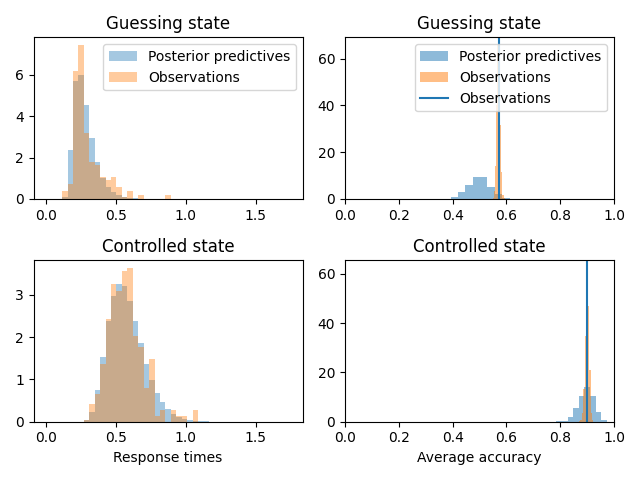 Guessing state
Posterior predictives
Observations
6
4
2
0
0.0 0.5 1.0 1.5
Guessing state
Posterior predictives
Observations
Observations
60
40
20
0
0.0 0.2 0.4 0.6 0.8 1.0
Controlled state
3
2
1
0
0.0 0.5 1.0 1.5
Response times
Controlled state
60
40
20
0
0.0 0.2 0.4 0.6 0.8 1.0
Average accuracy